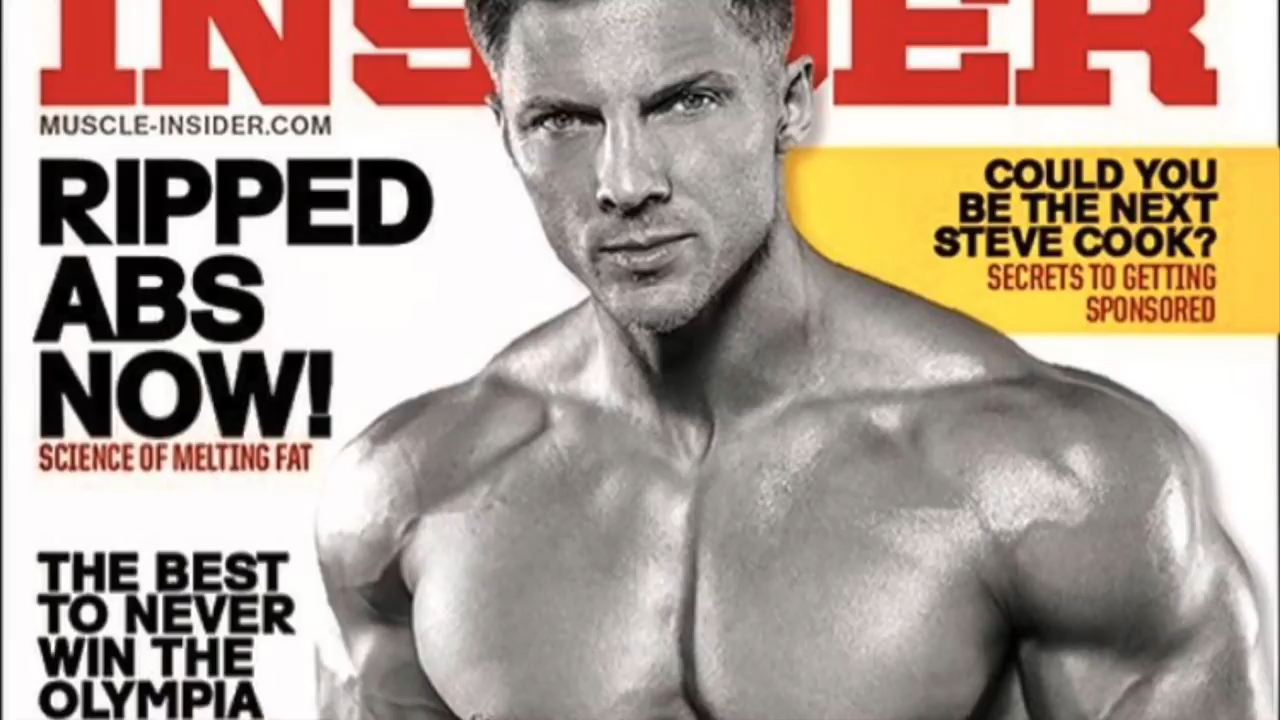 INSIDER
MUSCLE-INSIDER.COM
RIPPED
ABS
NOW!
SCIENCE OF MELTING FAT
COULD YOU
BE THE NEXT
STEVE COOK?
SECRETS TO GETTING
SPONSORED
THE BEST
TO NEVER
WIN THE
OLYMPIA